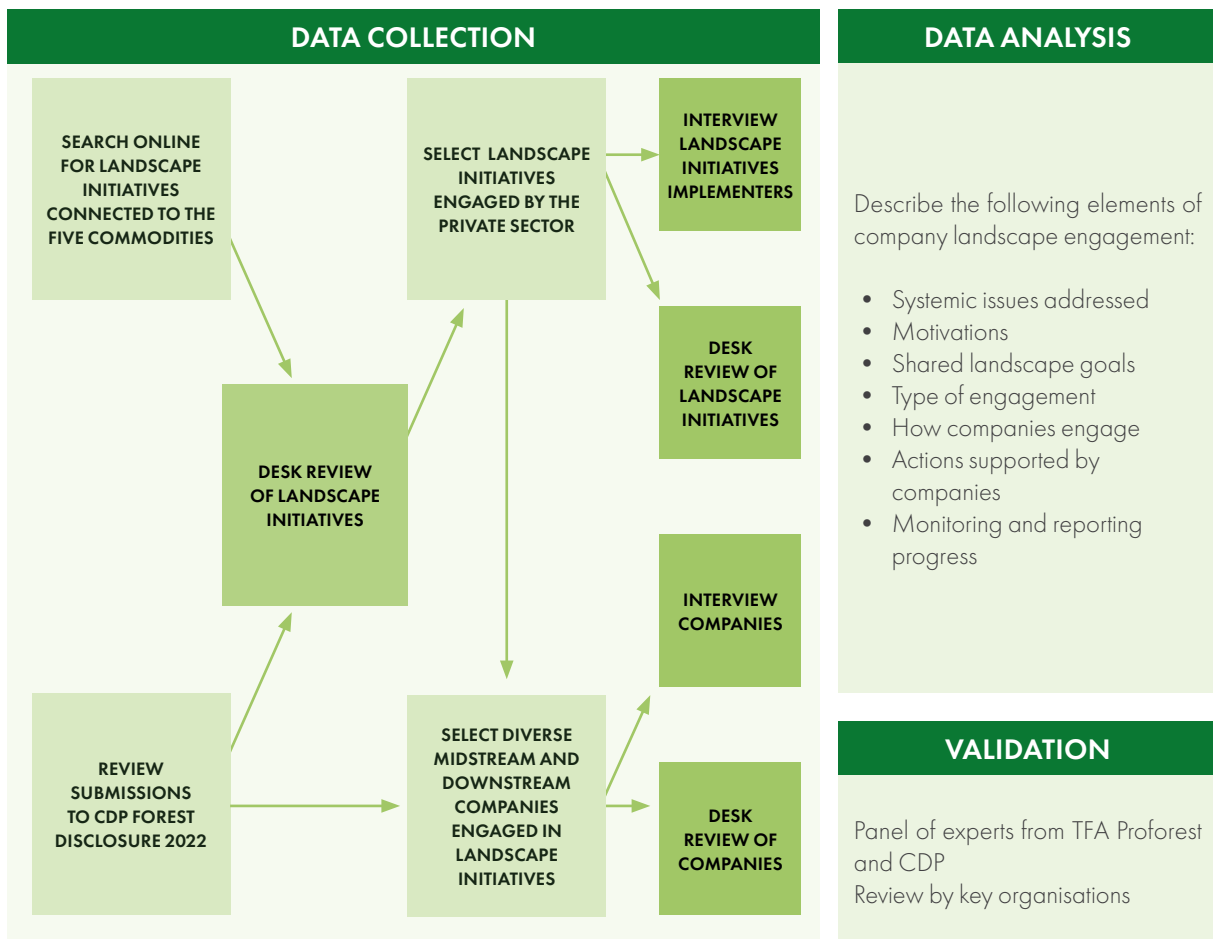 DATA COLLECTION
SEARCH ONLINE
FOR LANDSCAPE
INITIATIVES
CONNECTED TO THE
FIVE COMMODITIES
SELECT LANDSCAPE
INITIATIVES
ENGAGED BY THE
PRIVATE SECTOR
INTERVIEW
LANDSCAPE
INITIATIVES
IMPLEMENTERS
DESK
REVIEW OF
LANDSCAPE
INITIATIVES
DESK REVIEW
OF LANDSCAPE
INITIATIVES
INTERVIEW
COMPANIES
REVIEW
SUBMISSIONS
TO CDP FOREST
DISCLOSURE 2022
SELECT DIVERSE
MIDSTREAM AND
DOWNSTREAM
COMPANIES
ENGAGED IN
LANDSCAPE
INITIATIVES
DESK
REVIEW OF
COMPANIES
DATA ANALYSIS
Describe the following elements of
company landscape engagement:
• Systemic issues addressed
• Motivations
• Shared landscape goals
• Type of engagement
• How companies engage
• Actions supported by
companies
• Monitoring and reporting
progress
VALIDATION
Panel of experts from TFA Proforest
and CDP
Review by key organisations